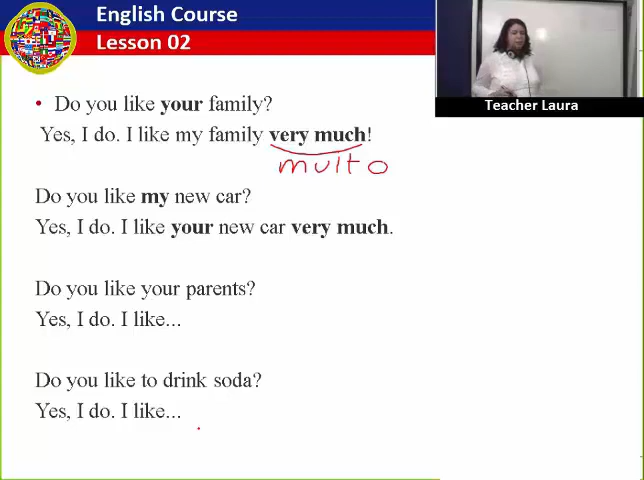 English Course
Lesson 02
Teacher Laura
• Do you like your family?
Yes, I do. I like my family very much!
muito
Do you like my new car?
Yes, I do. I like your new car very much.
Do you like your parents?
Yes, I do. I like...
Do you like to drink soda?
Yes, I do. I like...